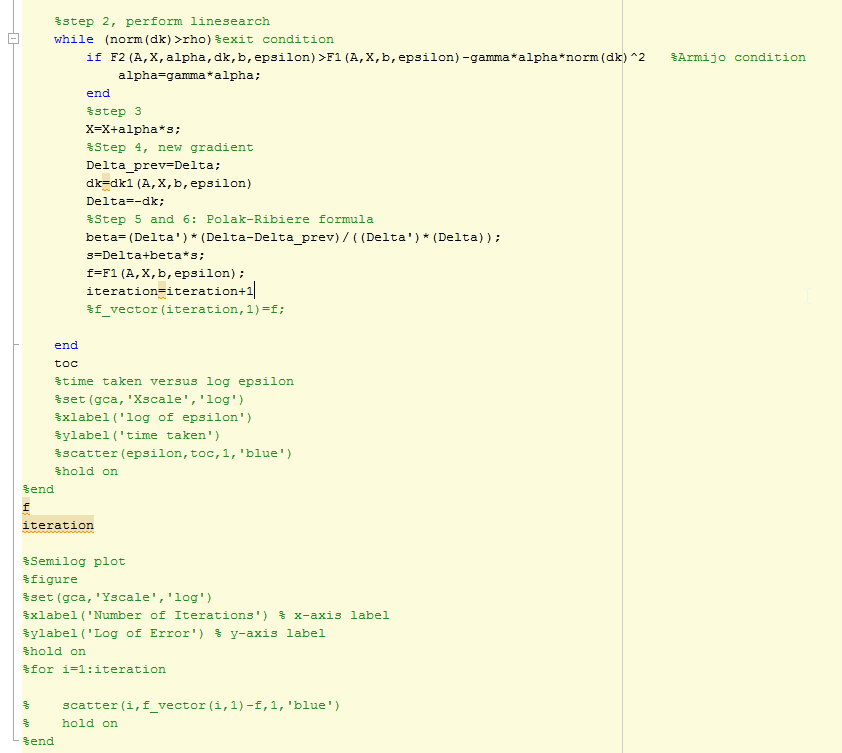 %step 2, perform linesearch
while (norm(dk)>rho)%exit condition
if F2(A,X,alpha,dk,b,epsilon)>F1(A,X,b,epsilon)-gamma*alpha*norm(dk)^2 %Armijo condition
alpha=gamma*alpha;
end
%step 3
X=X+alpha*s;
%Step 4, new gradient
Delta_prev=Delta;
dk=dk1(A,X,b,epsilon)
Delta=-dk;
%Step 5 and 6: Polak-Ribiere formula
beta=(Delta')*(Delta-Delta_prev)/((Delta')*(Delta));
s=Delta+beta*s;
f=F1(A,X,b,epsilon);
iteration=iteration+1
%f_vector(iteration,1)=f;
end
toc
%time taken versus log epsilon
%set(gca,'Xscale','log')
%xlabel('log of epsilon')
%ylabel('time taken')
%scatter(epsilon,toc,1,'blue')
%hold on
%end
f
iteration
%Semilog plot
%figure
%set(gca,'Yscale','log')
%xlabel('Number of Iterations') % x-axis label
%ylabel('Log of Error') % y-axis label
%hold on
%for i=1:iteration
% scatter(i,f_vector(i,1)-f,1,'blue')
% hold on
%end